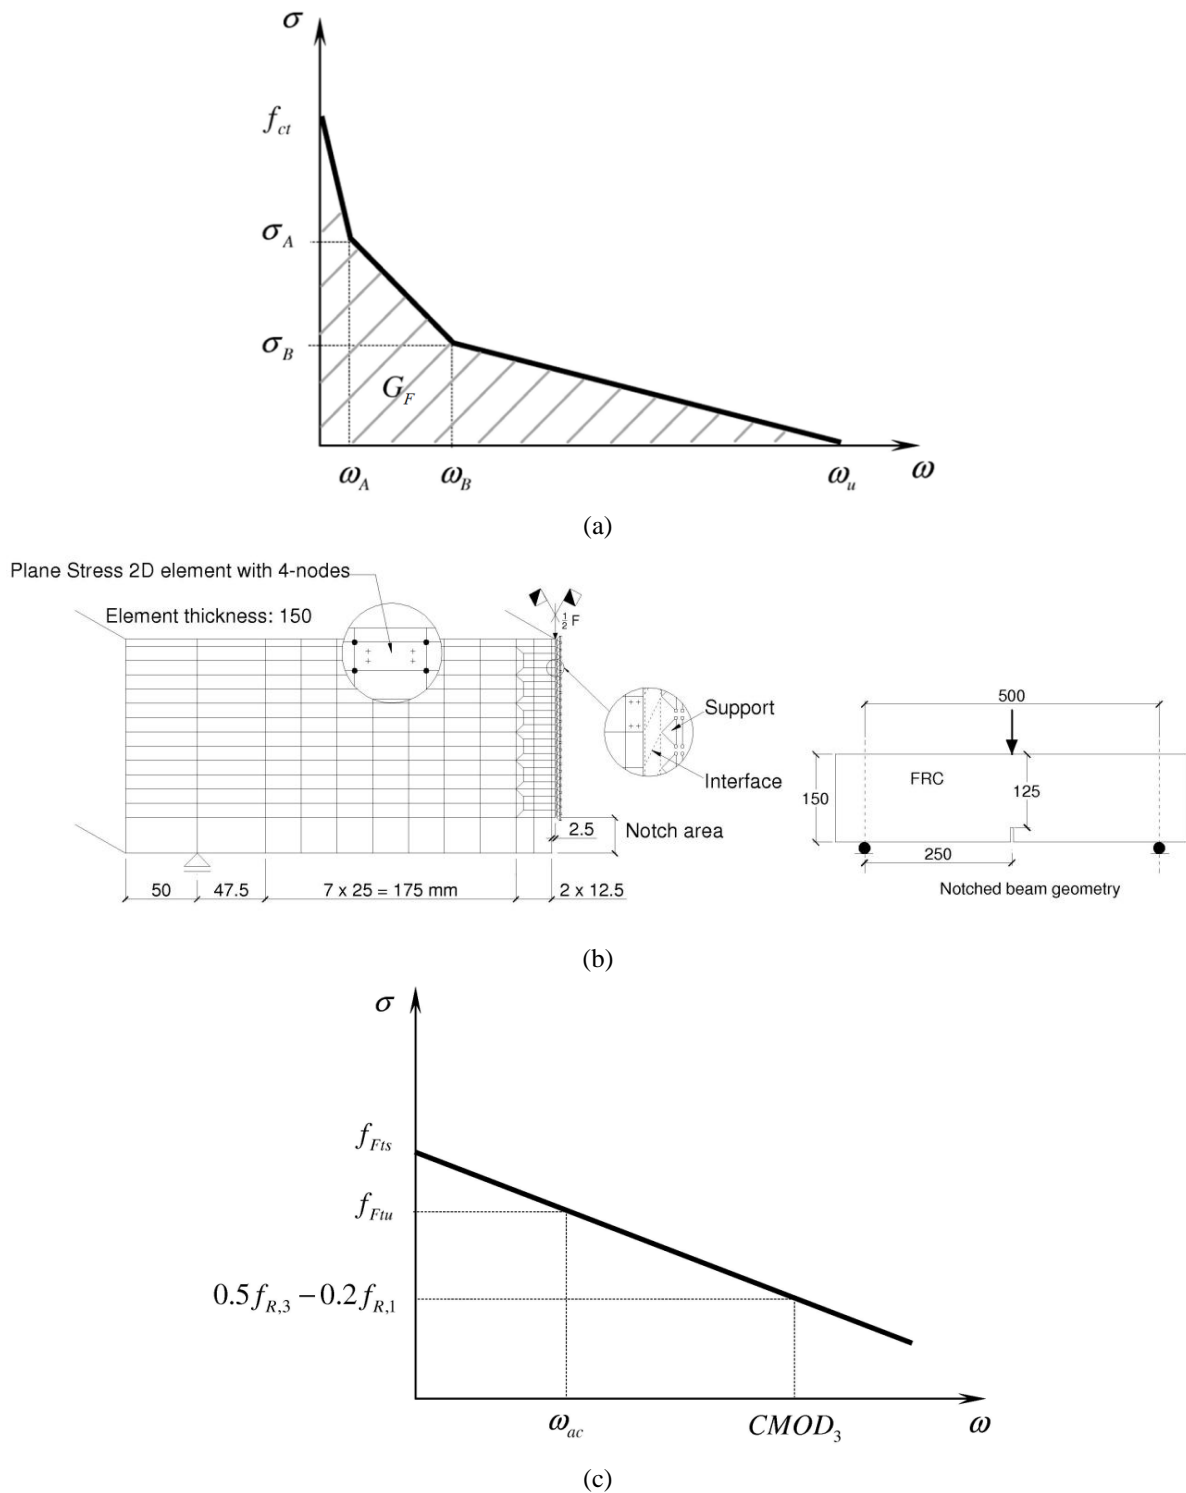 σ
f_ct
σ_A
σ_B
G_F
ω_A ω_B ω_u ω
(a)
Plane Stress 2D element with 4-nodes
Element thickness: 150
½ F
Support
Interface
2.5 Notch area
50 47.5 7 x 25 = 175 mm 2 x 12.5
500
FRC
150
125
250
Notched beam geometry
(b)
σ
f_Fts
f_Ftu
0.5f_R,3 − 0.2f_R,1
ω_ac CMOD_3 ω
(c)